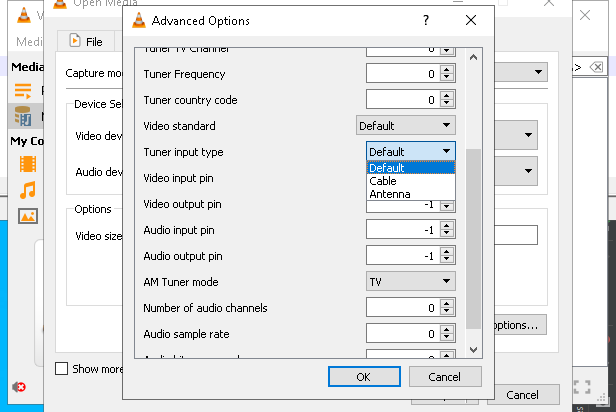 Open Media
Advanced Options
?
Medi
File
Tuner TV Channel
0
Media
Tuner Frequency
0
Capture mo
Tuner country code
0
Device Sel
Video standard
Default
Video dev
Tuner input type
Default
Default
Cable
Antenna
My Co
Audio dev
Video input pin
Video output pin
-1
Options
Audio input pin
-1
Video size
Audio output pin
-1
AM Tuner mode
TV
Number of audio channels
0
ptions...
Audio sample rate
0
Show more
OK
Cancel
Cancel